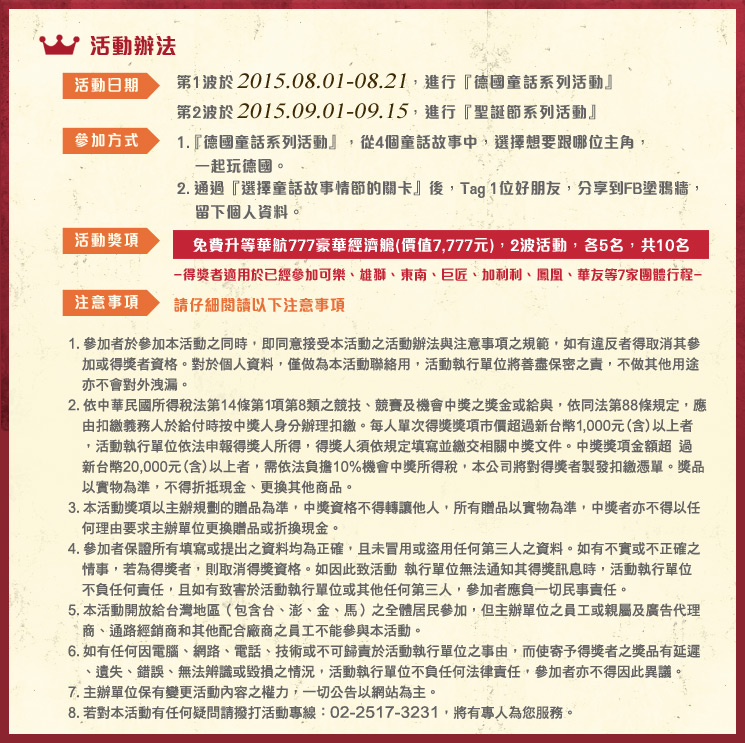 活動辦法
活動日期
第1波於 2015.08.01-08.21，進行『德國童話系列活動』
第2波於 2015.09.01-09.15，進行『聖誕節系列活動』
參加方式
1.『德國童話系列活動』，從4個童話故事中，選擇想要跟哪位主角，
一起玩德國。
2. 通過『選擇童話故事情節的關卡』後，Tag 1位好朋友，分享到FB塗鴉牆，
留下個人資料。
活動獎項
免費升等華航777豪華經濟艙(價值7,777元)，2波活動，各5名，共10名
-得獎者適用於已經參加可樂、雄獅、東南、巨匠、加利利、鳳凰、華友等7家團體行程-
注意事項
請仔細閱讀以下注意事項
1. 參加者於參加本活動之同時，即同意接受本活動之活動辦法與注意事項之規範，如有違反者得取消其參
加或得獎者資格。對於個人資料，僅做為本活動聯絡用，活動執行單位將善盡保密之責，不做其他用途
亦不會對外洩漏。
2. 依中華民國所得稅法第14條第1項第8類之競技、競賽及機會中獎之獎金或給與，依同法第88條規定，應
由扣繳義務人於給付時按中獎人身分辦理扣繳。每人單次得獎獎項市價超過新台幣1,000元(含)以上者
，活動執行單位依法申報得獎人所得，得獎人須依規定填寫並繳交相關中獎文件。中獎獎項金額超 過
新台幣20,000元(含)以上者，需依法負擔10%機會中獎所得稅，本公司將對得獎者製發扣繳憑單。獎品
以實物為準，不得折抵現金、更換其他商品。
3. 本活動獎項以主辦規劃的贈品為準，中獎資格不得轉讓他人，所有贈品以實物為準，中獎者亦不得以任
何理由要求主辦單位更換贈品或折換現金。
4. 參加者保證所有填寫或提出之資料均為正確，且未冒用或盜用任何第三人之資料。如有不實或不正確之
情事，若為得獎者，則取消得獎資格。如因此致活動 執行單位無法通知其得獎訊息時，活動執行單位
不負任何責任，且如有致害於活動執行單位或其他任何第三人，參加者應負一切民事責任。
5. 本活動開放給台灣地區（包含台、澎、金、馬）之全體居民參加，但主辦單位之員工或親屬及廣告代理
商、通路經銷商和其他配合廠商之員工不能參與本活動。
6. 如有任何因電腦、網路、電話、技術或不可歸責於活動執行單位之事由，而使寄予得獎者之獎品有延遲
、遺失、錯誤、無法辨識或毀損之情況，活動執行單位不負任何法律責任，參加者亦不得因此異議。
7. 主辦單位保有變更活動內容之權力，一切公告以網站為主。
8. 若對本活動有任何疑問請撥打活動專線：02-2517-3231，將有專人為您服務。